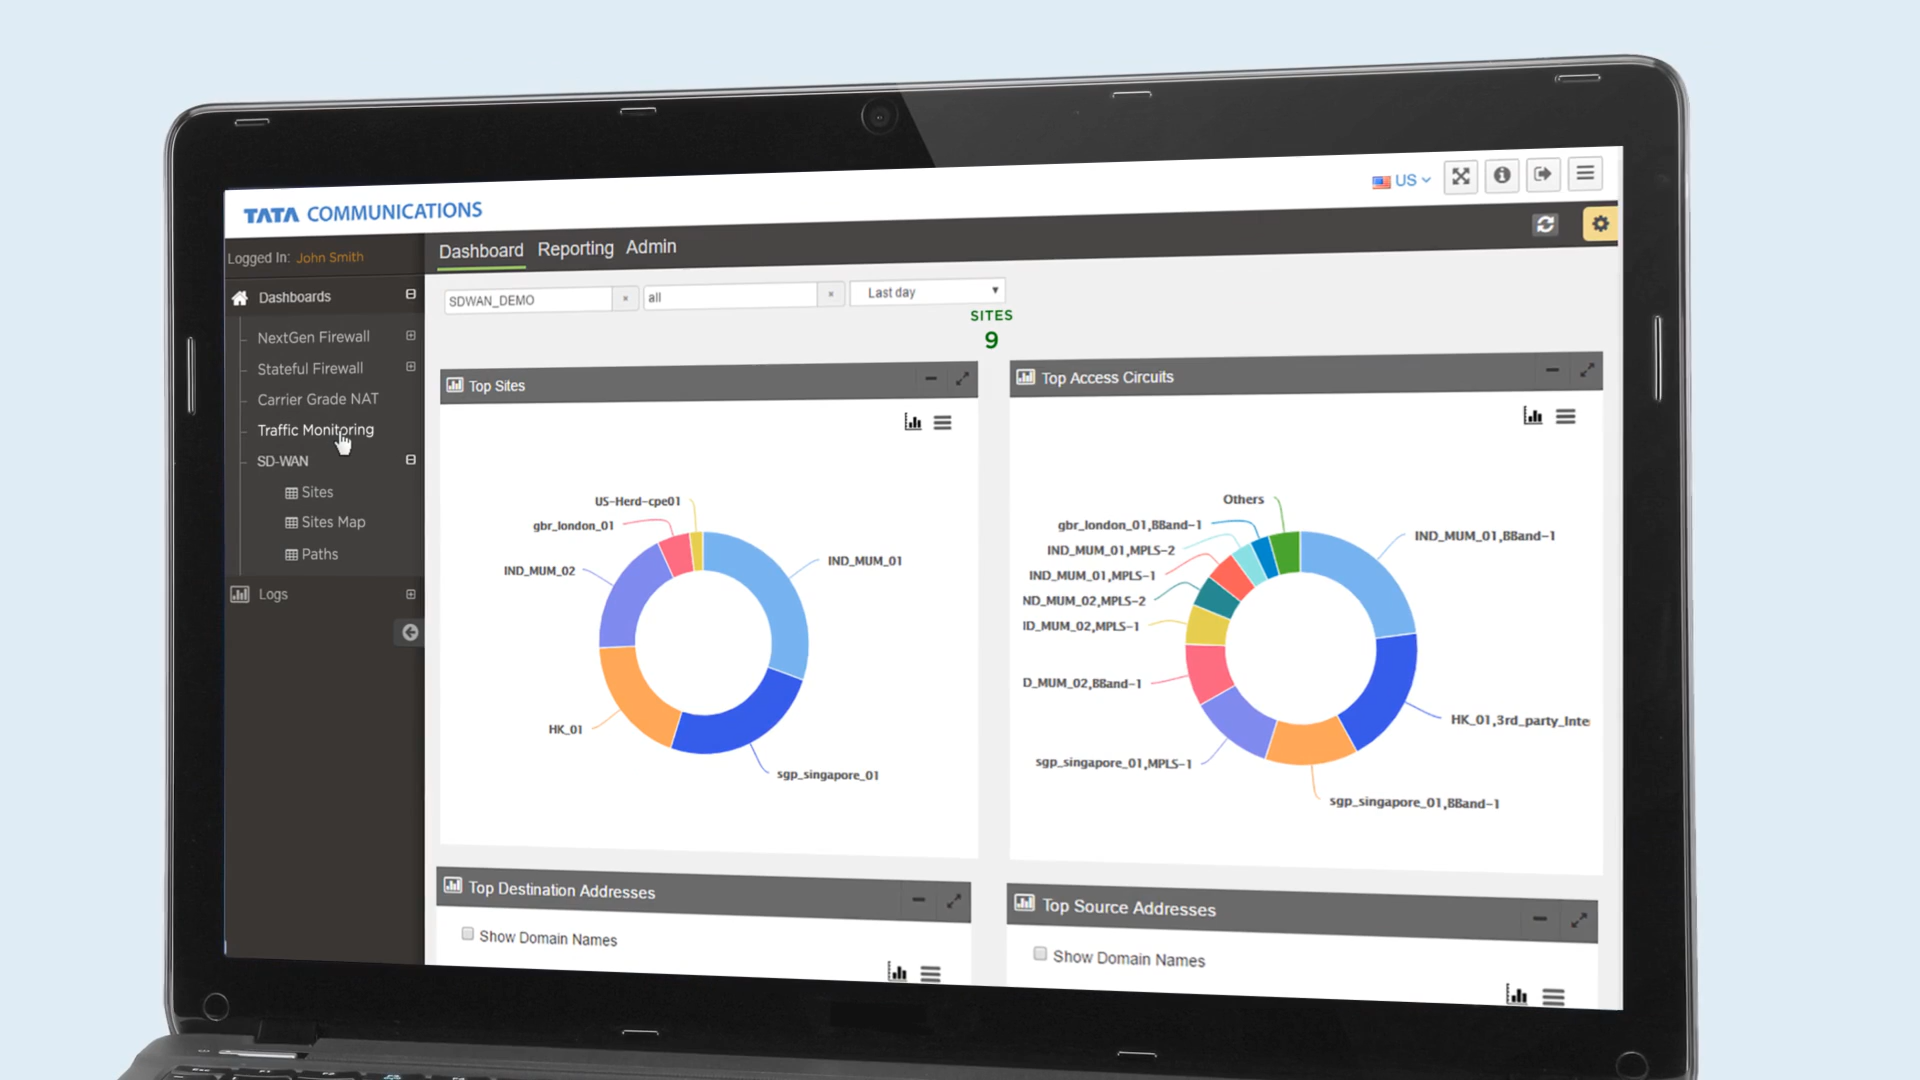 TATA COMMUNICATIONS
US
Logged In: John Smith
Dashboard Reporting Admin
Dashboards
NextGen Firewall
Stateful Firewall
Carrier Grade NAT
Traffic Monitoring
SD-WAN
Sites
Sites Map
Paths
Logs
SDWAN_DEMO × all × Last day
SITES
9
Top Sites
US-Herd-cpe01
gbr_london_01
IND_MUM_01
IND_MUM_02
HK_01
sgp_singapore_01
Top Access Circuits
Others
gbr_london_01,BBand-1
IND_MUM_01,BBand-1
IND_MUM_01,MPLS-2
IND_MUM_01,MPLS-1
ND_MUM_02,MPLS-2
ID_MUM_02,MPLS-1
D_MUM_02,BBand-1
HK_01,3rd_party_Inte
sgp_singapore_01,MPLS-1
sgp_singapore_01,BBand-1
Top Destination Addresses
Show Domain Names
Top Source Addresses
Show Domain Names